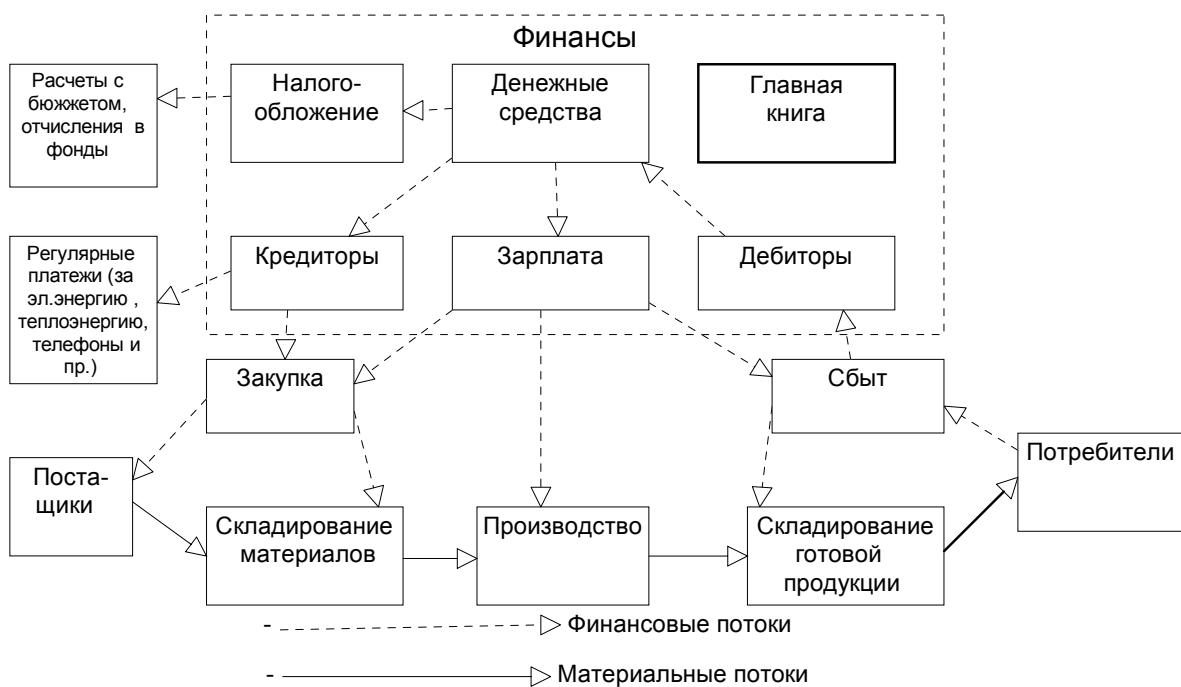 Финансы
Расчеты с
бюжжетом,
отчисления в
фонды
Налого-
обложение
Денежные
средства
Главная
книга
Регулярные
платежи (за
эл.энергию ,
теплоэнергию,
телефоны и
пр.)
Кредиторы
Зарплата
Дебиторы
Закупка
Сбыт
Поста-
щики
Потребители
Складирование
материалов
Производство
Складирование
готовой
продукции
- Финансовые потоки
- Материальные потоки